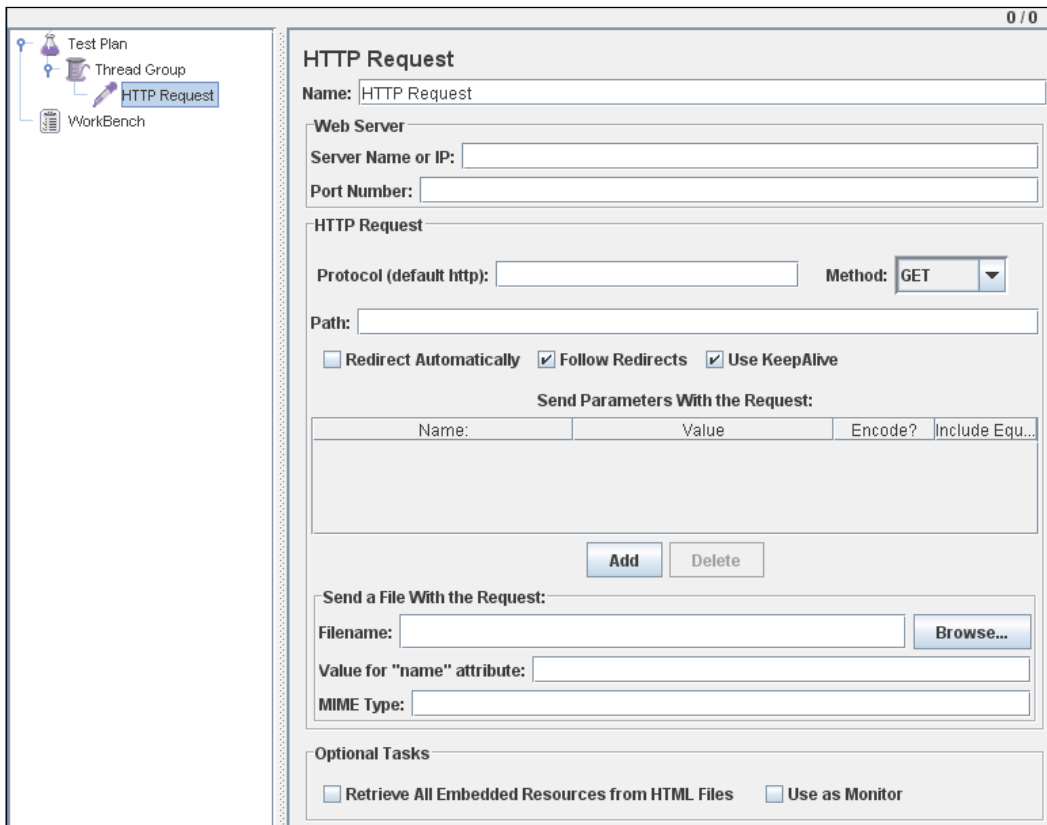 0 / 0
Test Plan
Thread Group
HTTP Request
WorkBench
HTTP Request
Name: HTTP Request
Web Server
Server Name or IP:
Port Number:
HTTP Request
Protocol (default http): Method: GET
Path:
Redirect Automatically Follow Redirects Use KeepAlive
Send Parameters With the Request:
Name: Value Encode? Include Equ...
Add Delete
Send a File With the Request:
Filename: Browse...
Value for "name" attribute:
MIME Type:
Optional Tasks
Retrieve All Embedded Resources from HTML Files Use as Monitor